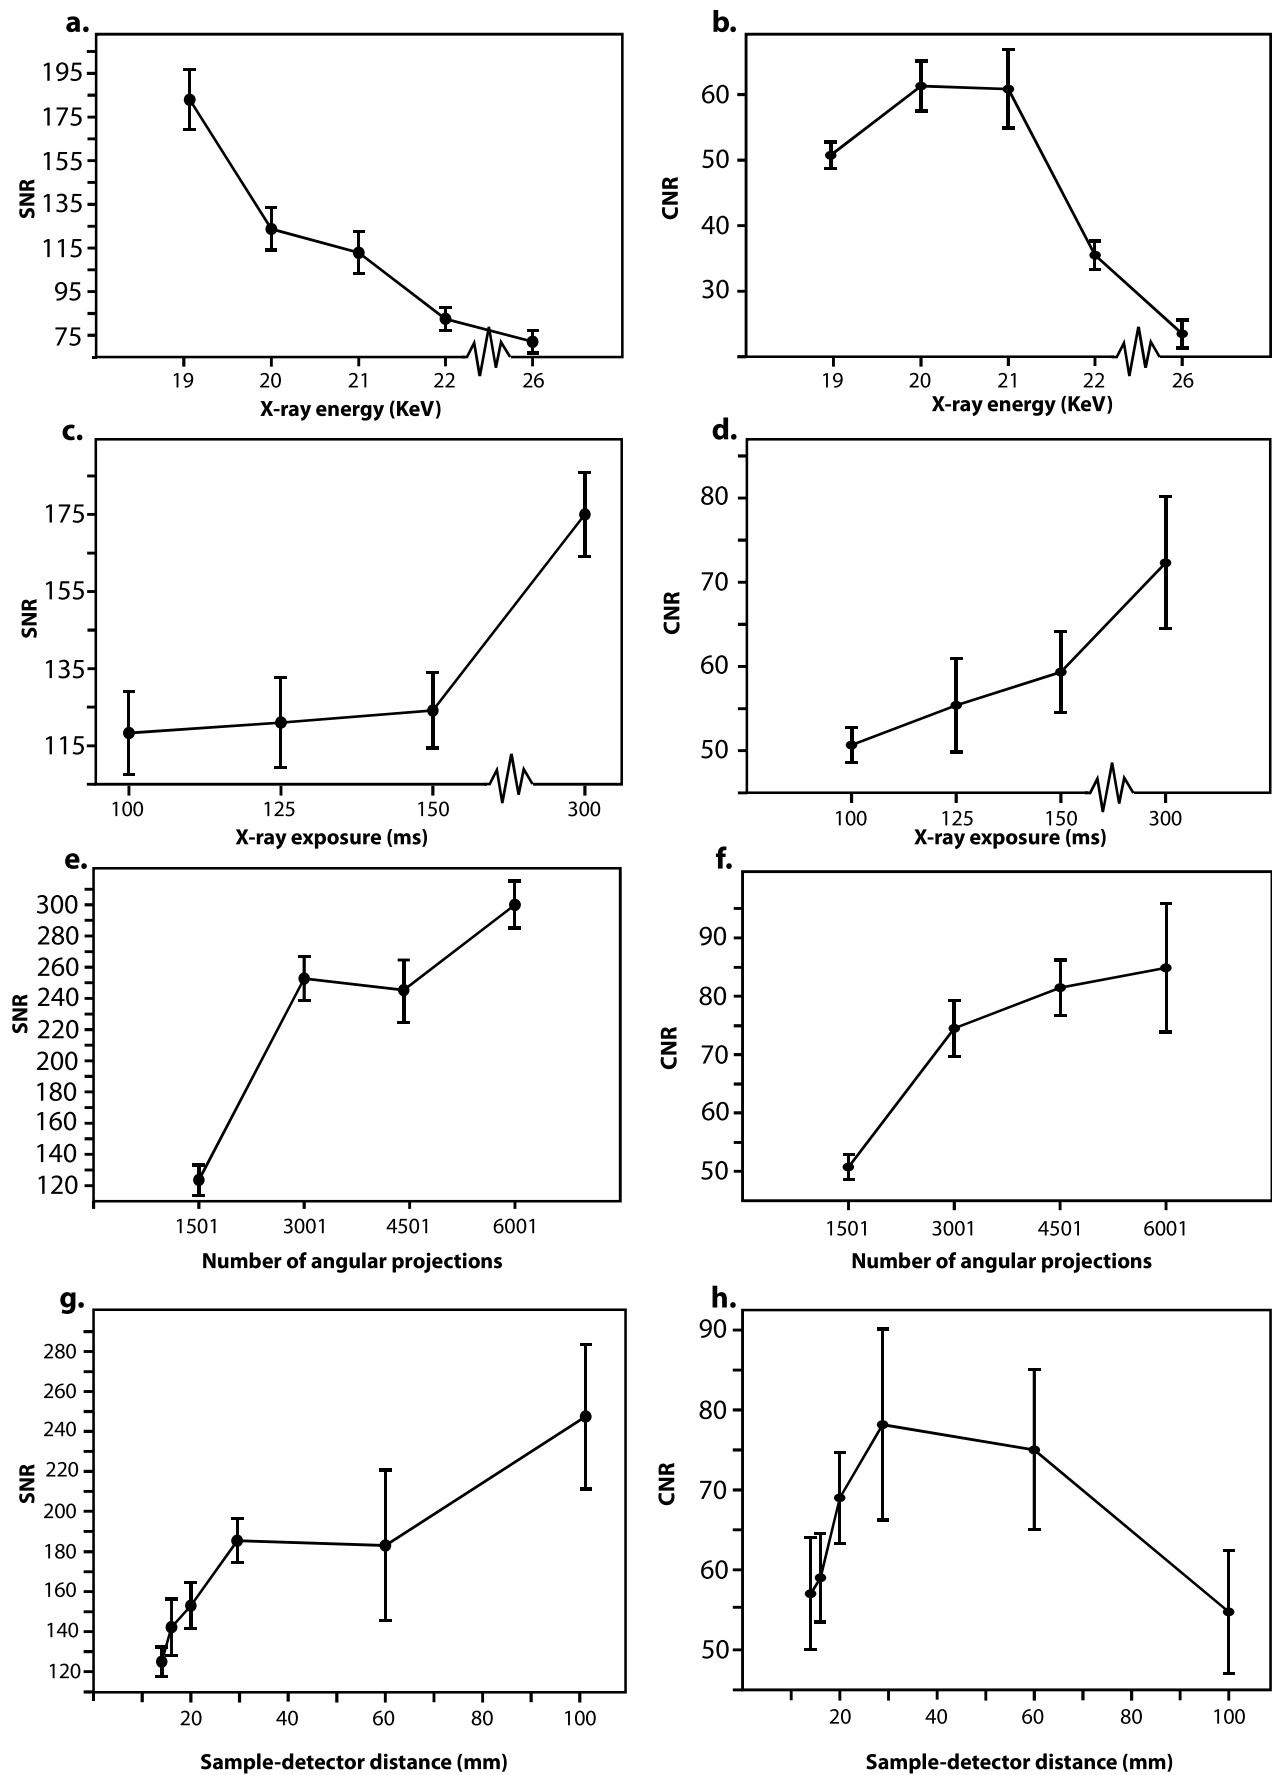 a.
195
175
155
135
115
95
75
SNR
19 20 21 22 26
X-ray energy (KeV)
b.
60
50
40
30
CNR
19 20 21 22 26
X-ray energy (KeV)
c.
175
155
135
115
SNR
100 125 150 300
X-ray exposure (ms)
d.
80
70
60
50
CNR
100 125 150 300
X-ray exposure (ms)
e.
300
280
260
240
220
200
180
160
140
120
SNR
1501 3001 4501 6001
Number of angular projections
f.
90
80
70
60
50
CNR
1501 3001 4501 6001
Number of angular projections
g.
280
260
240
220
200
180
160
140
120
SNR
20 40 60 80 100
Sample-detector distance (mm)
h.
90
80
70
60
50
CNR
20 40 60 80 100
Sample-detector distance (mm)